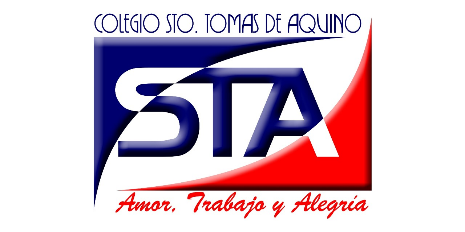 COLEGIO STO. TOMAS DE AQUINO
STA
Amor, Trabajo y Alegría